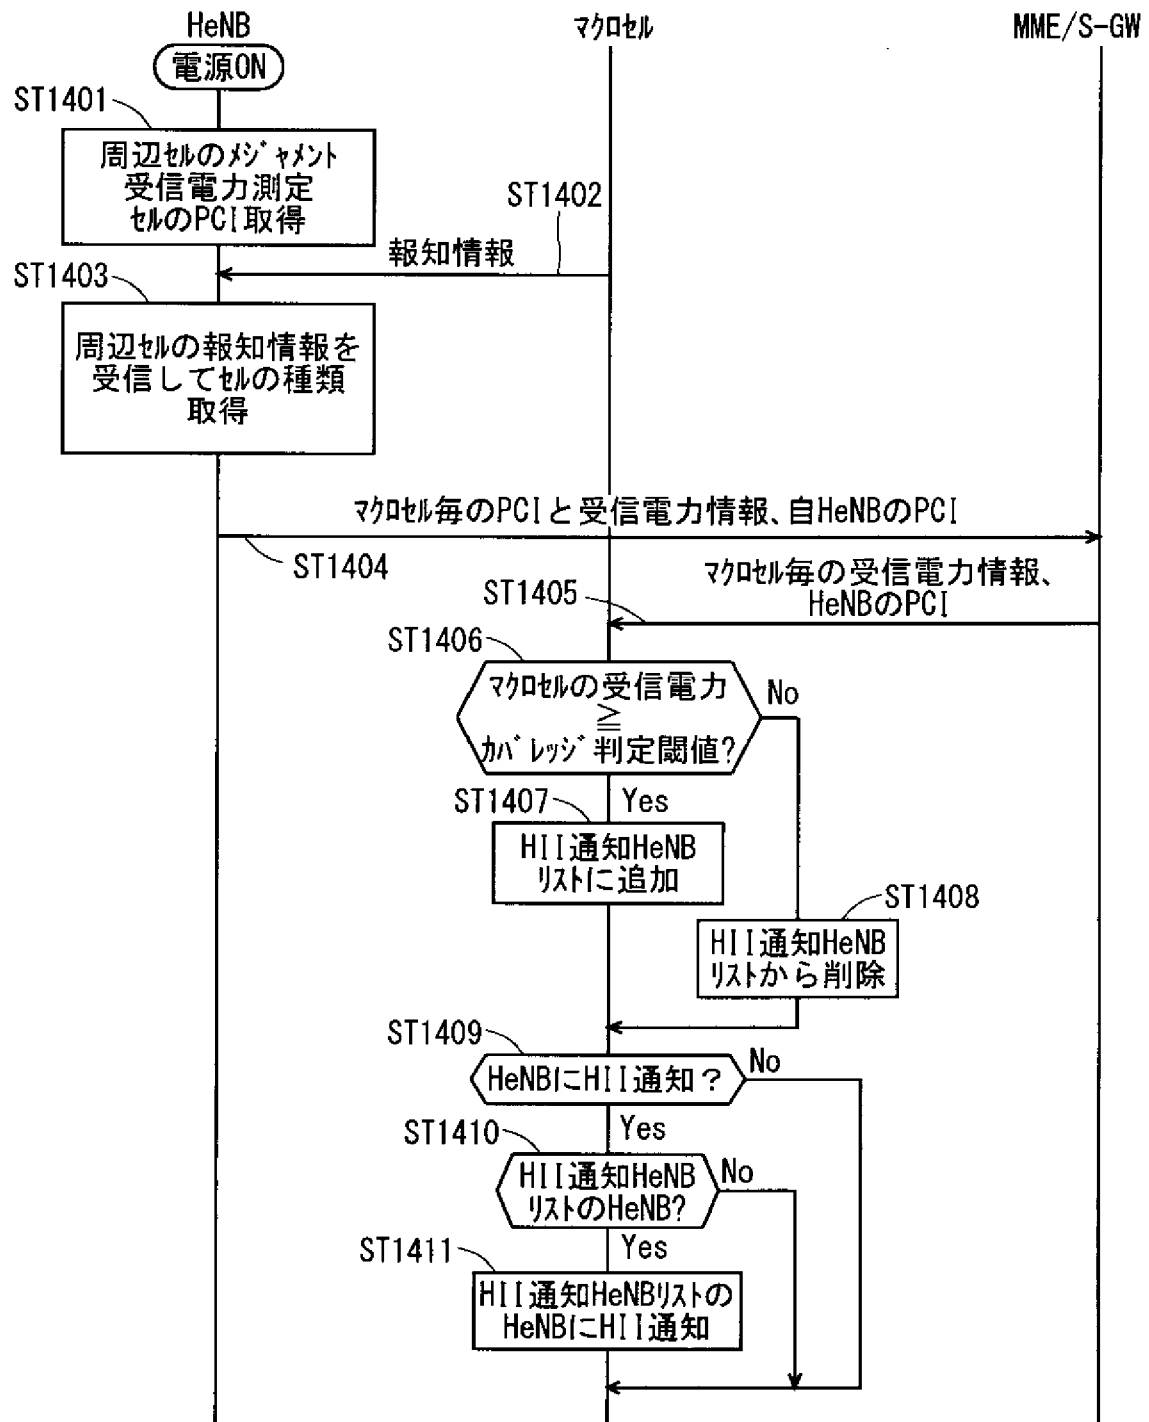 HeNB
マクロセル
MME/S-GW
電源ON
ST1401
周辺セルのメジャメント
受信電力測定
セルのPCI取得
ST1402
報知情報
ST1403
周辺セルの報知情報を
受信してセルの種類
取得
マクロセル毎のPCIと受信電力情報、自HeNBのPCI
ST1404
マクロセル毎の受信電力情報、
HeNBのPCI
ST1405
ST1406
マクロセルの受信電力
≧
カバレッジ判定閾値?
No
ST1407
Yes
HII通知HeNB
リストに追加
ST1408
HII通知HeNB
リストから削除
ST1409
HeNBにHII通知？
No
Yes
ST1410
HII通知HeNB
リストのHeNB?
No
Yes
ST1411
HII通知HeNBリストの
HeNBにHII通知